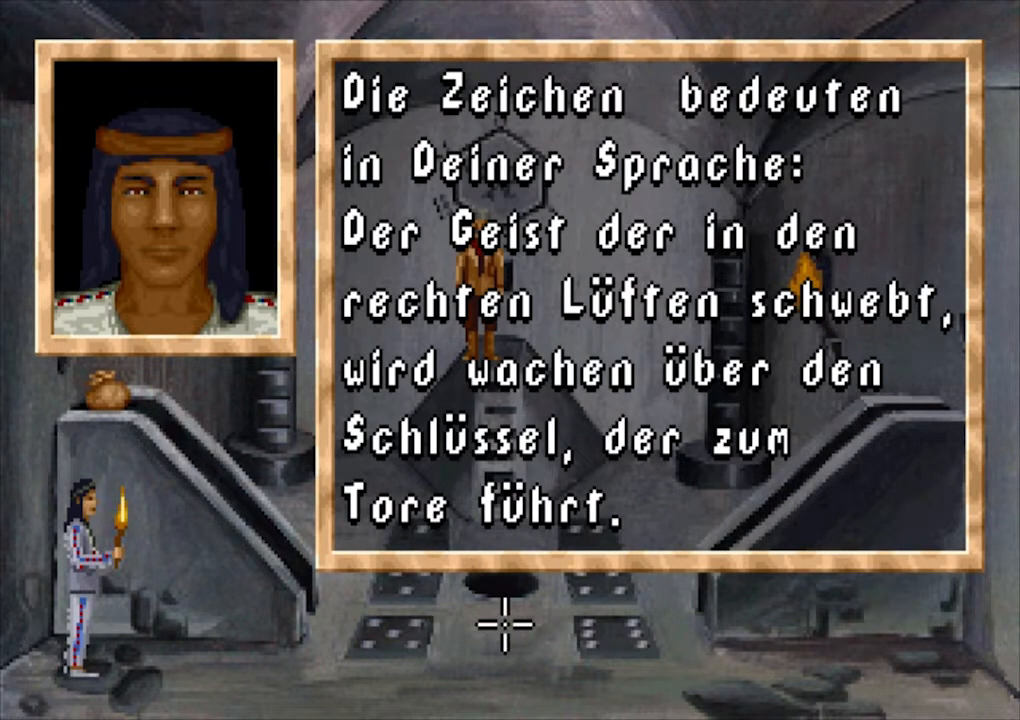 Die Zeichen bedeuten
in Deiner Sprache:
Der Geist der in den
rechten Lüften schwebt,
wird wachen über den
Schlüssel, der zum
Tore führt.